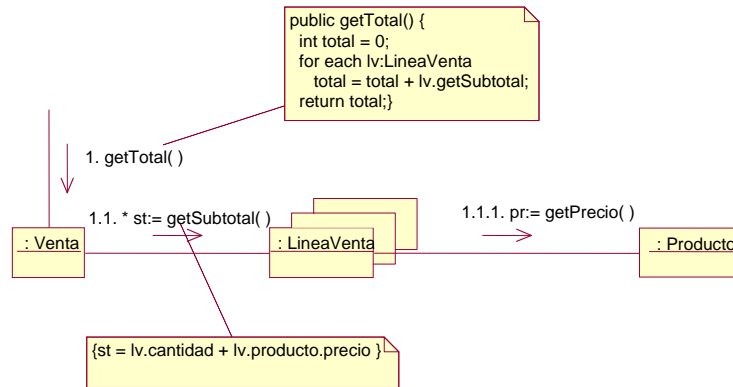 public getTotal() {
int total = 0;
for each lv:LineaVenta
total = total + lv.getSubtotal;
return total;}
1. getTotal( )
1.1. * st:= getSubtotal( )
1.1.1. pr:= getPrecio( )
: Venta
: LineaVenta
: Producto
{st = lv.cantidad + lv.producto.precio }